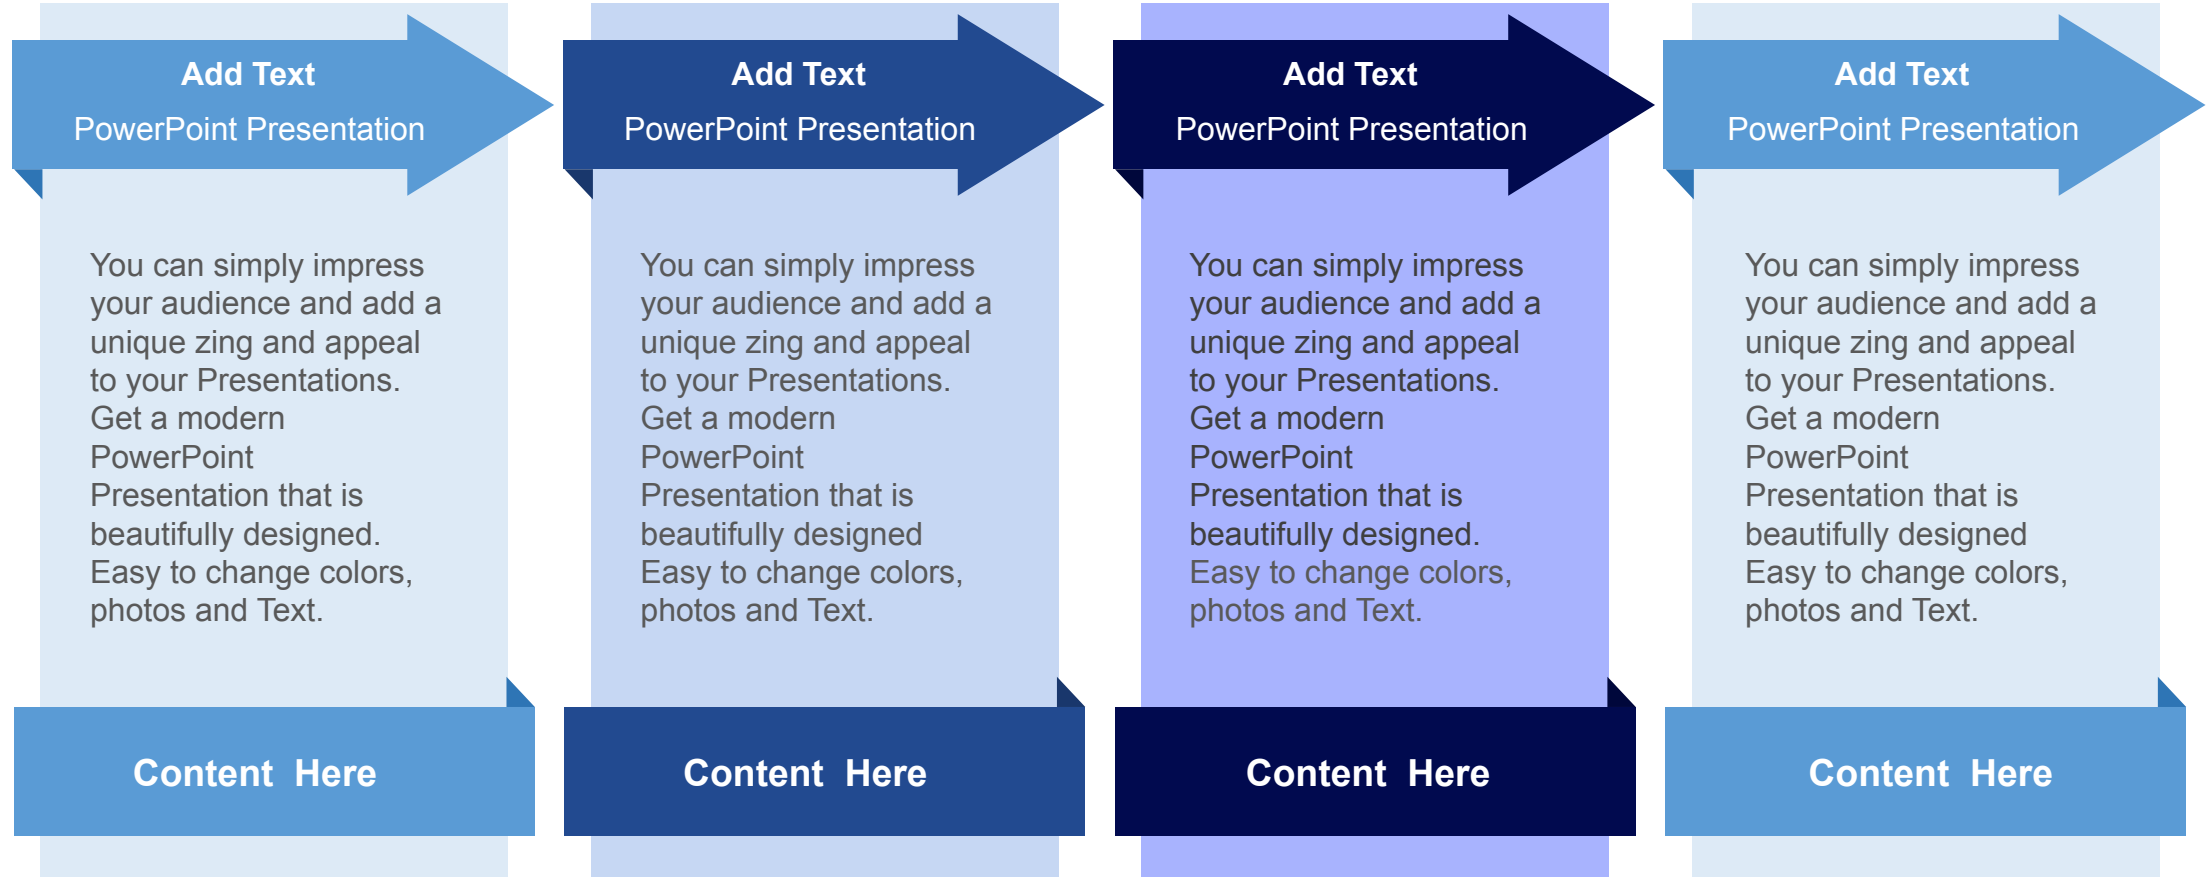 Add Text
PowerPoint Presentation
You can simply impress
your audience and add a
unique zing and appeal
to your Presentations.
Get a modern
PowerPoint
Presentation that is
beautifully designed.
Easy to change colors,
photos and Text.
Content  Here
Add Text
PowerPoint Presentation
You can simply impress
your audience and add a
unique zing and appeal
to your Presentations.
Get a modern
PowerPoint
Presentation that is
beautifully designed
Easy to change colors,
photos and Text.
Content  Here
Add Text
PowerPoint Presentation
You can simply impress
your audience and add a
unique zing and appeal
to your Presentations.
Get a modern
PowerPoint
Presentation that is
beautifully designed.
Easy to change colors,
photos and Text.
Content  Here
Add Text
PowerPoint Presentation
You can simply impress
your audience and add a
unique zing and appeal
to your Presentations.
Get a modern
PowerPoint
Presentation that is
beautifully designed
Easy to change colors,
photos and Text.
Content  Here